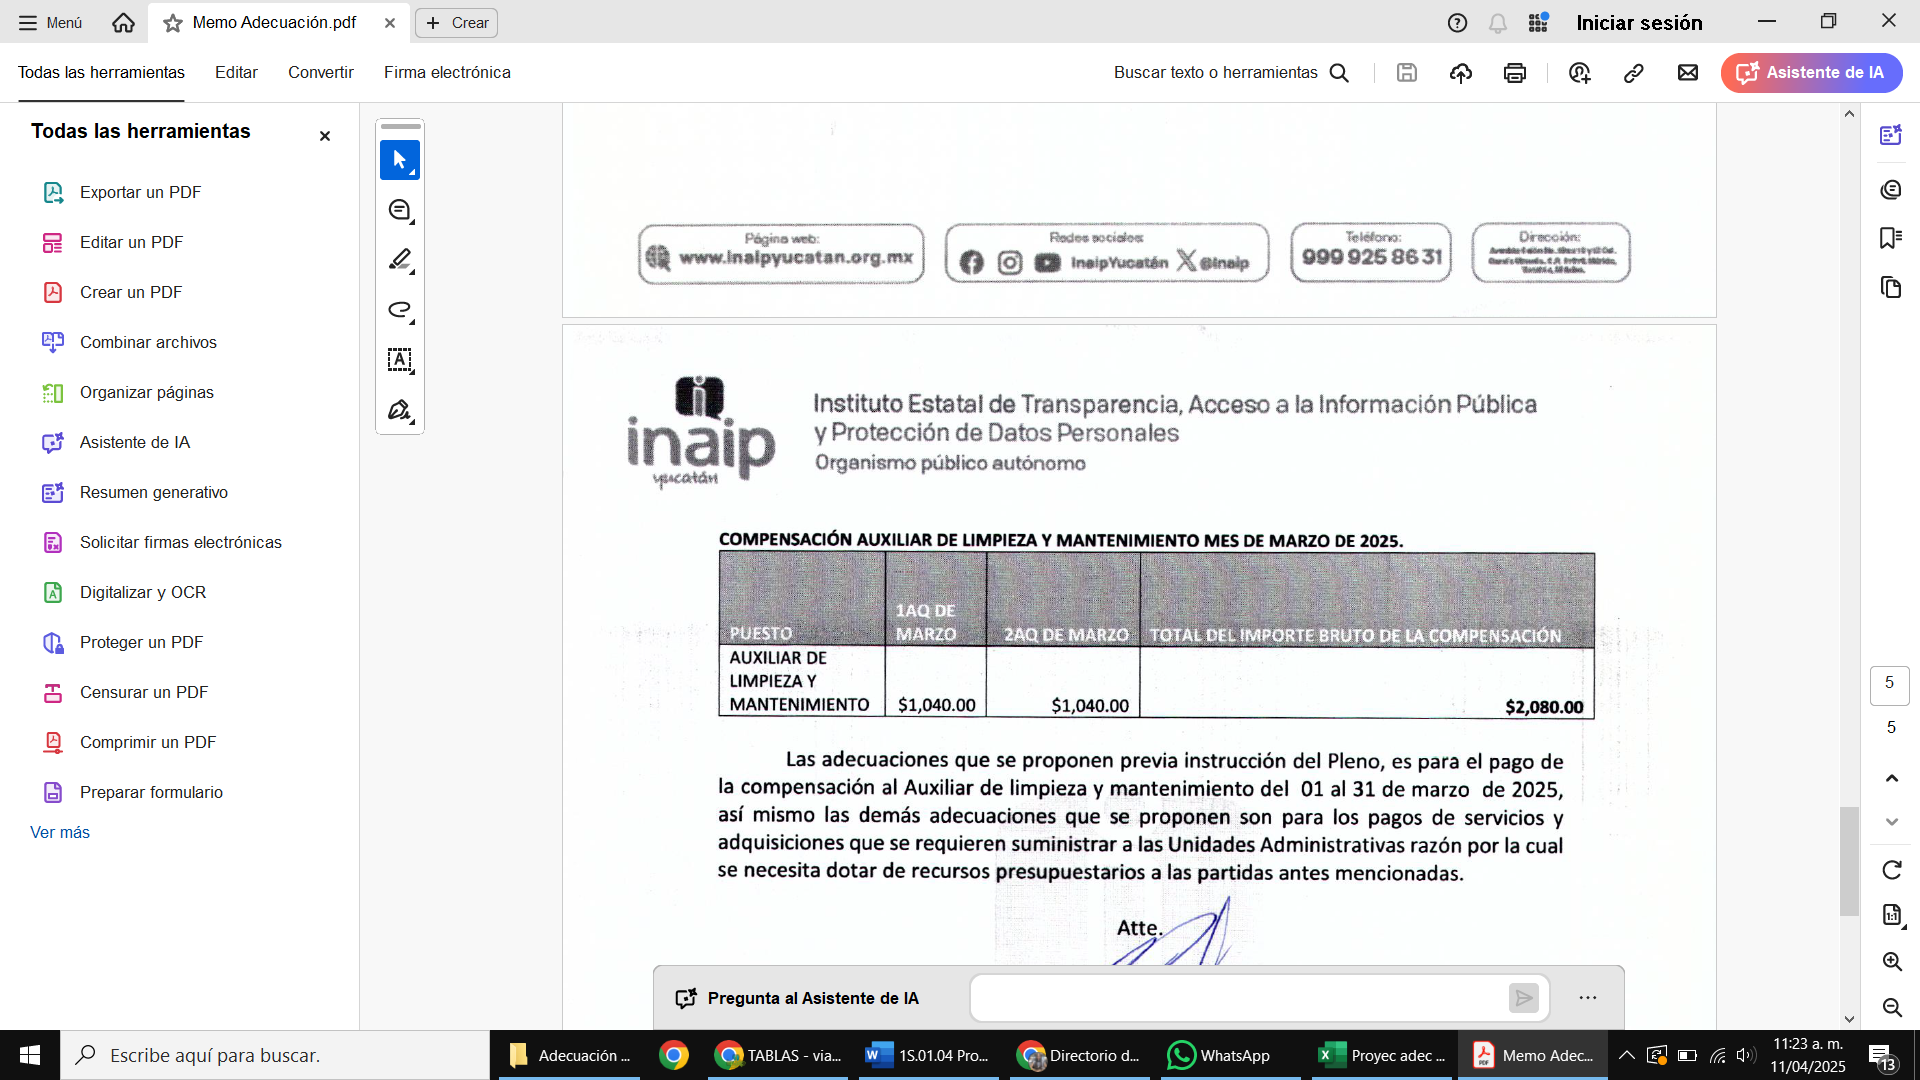 Menú
Memo Adecuación.pdf
Crear
Iniciar sesión
Todas las herramientas
Editar
Convertir
Firma electrónica
Buscar texto o herramientas
Asistente de IA
Todas las herramientas
Exportar un PDF
Editar un PDF
Crear un PDF
Combinar archivos
Organizar páginas
Asistente de IA
Resumen generativo
Solicitar firmas electrónicas
Digitalizar y OCR
Proteger un PDF
Censurar un PDF
Comprimir un PDF
Preparar formulario
Ver más
Página web:
www.inaipyucatan.org.mx
Redes sociales:
InaipYucatán
@inaip
Teléfono:
999 925 86 31
Dirección:
inaip
yucatán
Instituto Estatal de Transparencia, Acceso a la Información Pública
y Protección de Datos Personales
Organismo público autónomo
COMPENSACIÓN AUXILIAR DE LIMPIEZA Y MANTENIMIENTO MES DE MARZO DE 2025.
PUESTO
1AQ DE
MARZO
2AQ DE MARZO
TOTAL DEL IMPORTE BRUTO DE LA COMPENSACIÓN
AUXILIAR DE
LIMPIEZA Y
MANTENIMIENTO
$1,040.00
$1,040.00
$2,080.00
Las adecuaciones que se proponen previa instrucción del Pleno, es para el pago de
la compensación al Auxiliar de limpieza y mantenimiento del 01 al 31 de marzo de 2025,
así mismo las demás adecuaciones que se proponen son para los pagos de servicios y
adquisiciones que se requieren suministrar a las Unidades Administrativas razón por la cual
se necesita dotar de recursos presupuestarios a las partidas antes mencionadas.
Atte.
Pregunta al Asistente de IA
5
5
1:1
Escribe aquí para buscar.
Adecuación ...
TABLAS - via...
1S.01.04 Pro...
Directorio d...
WhatsApp
Proyec adec ...
Memo Adec...
11:23 a. m.
11/04/2025
13